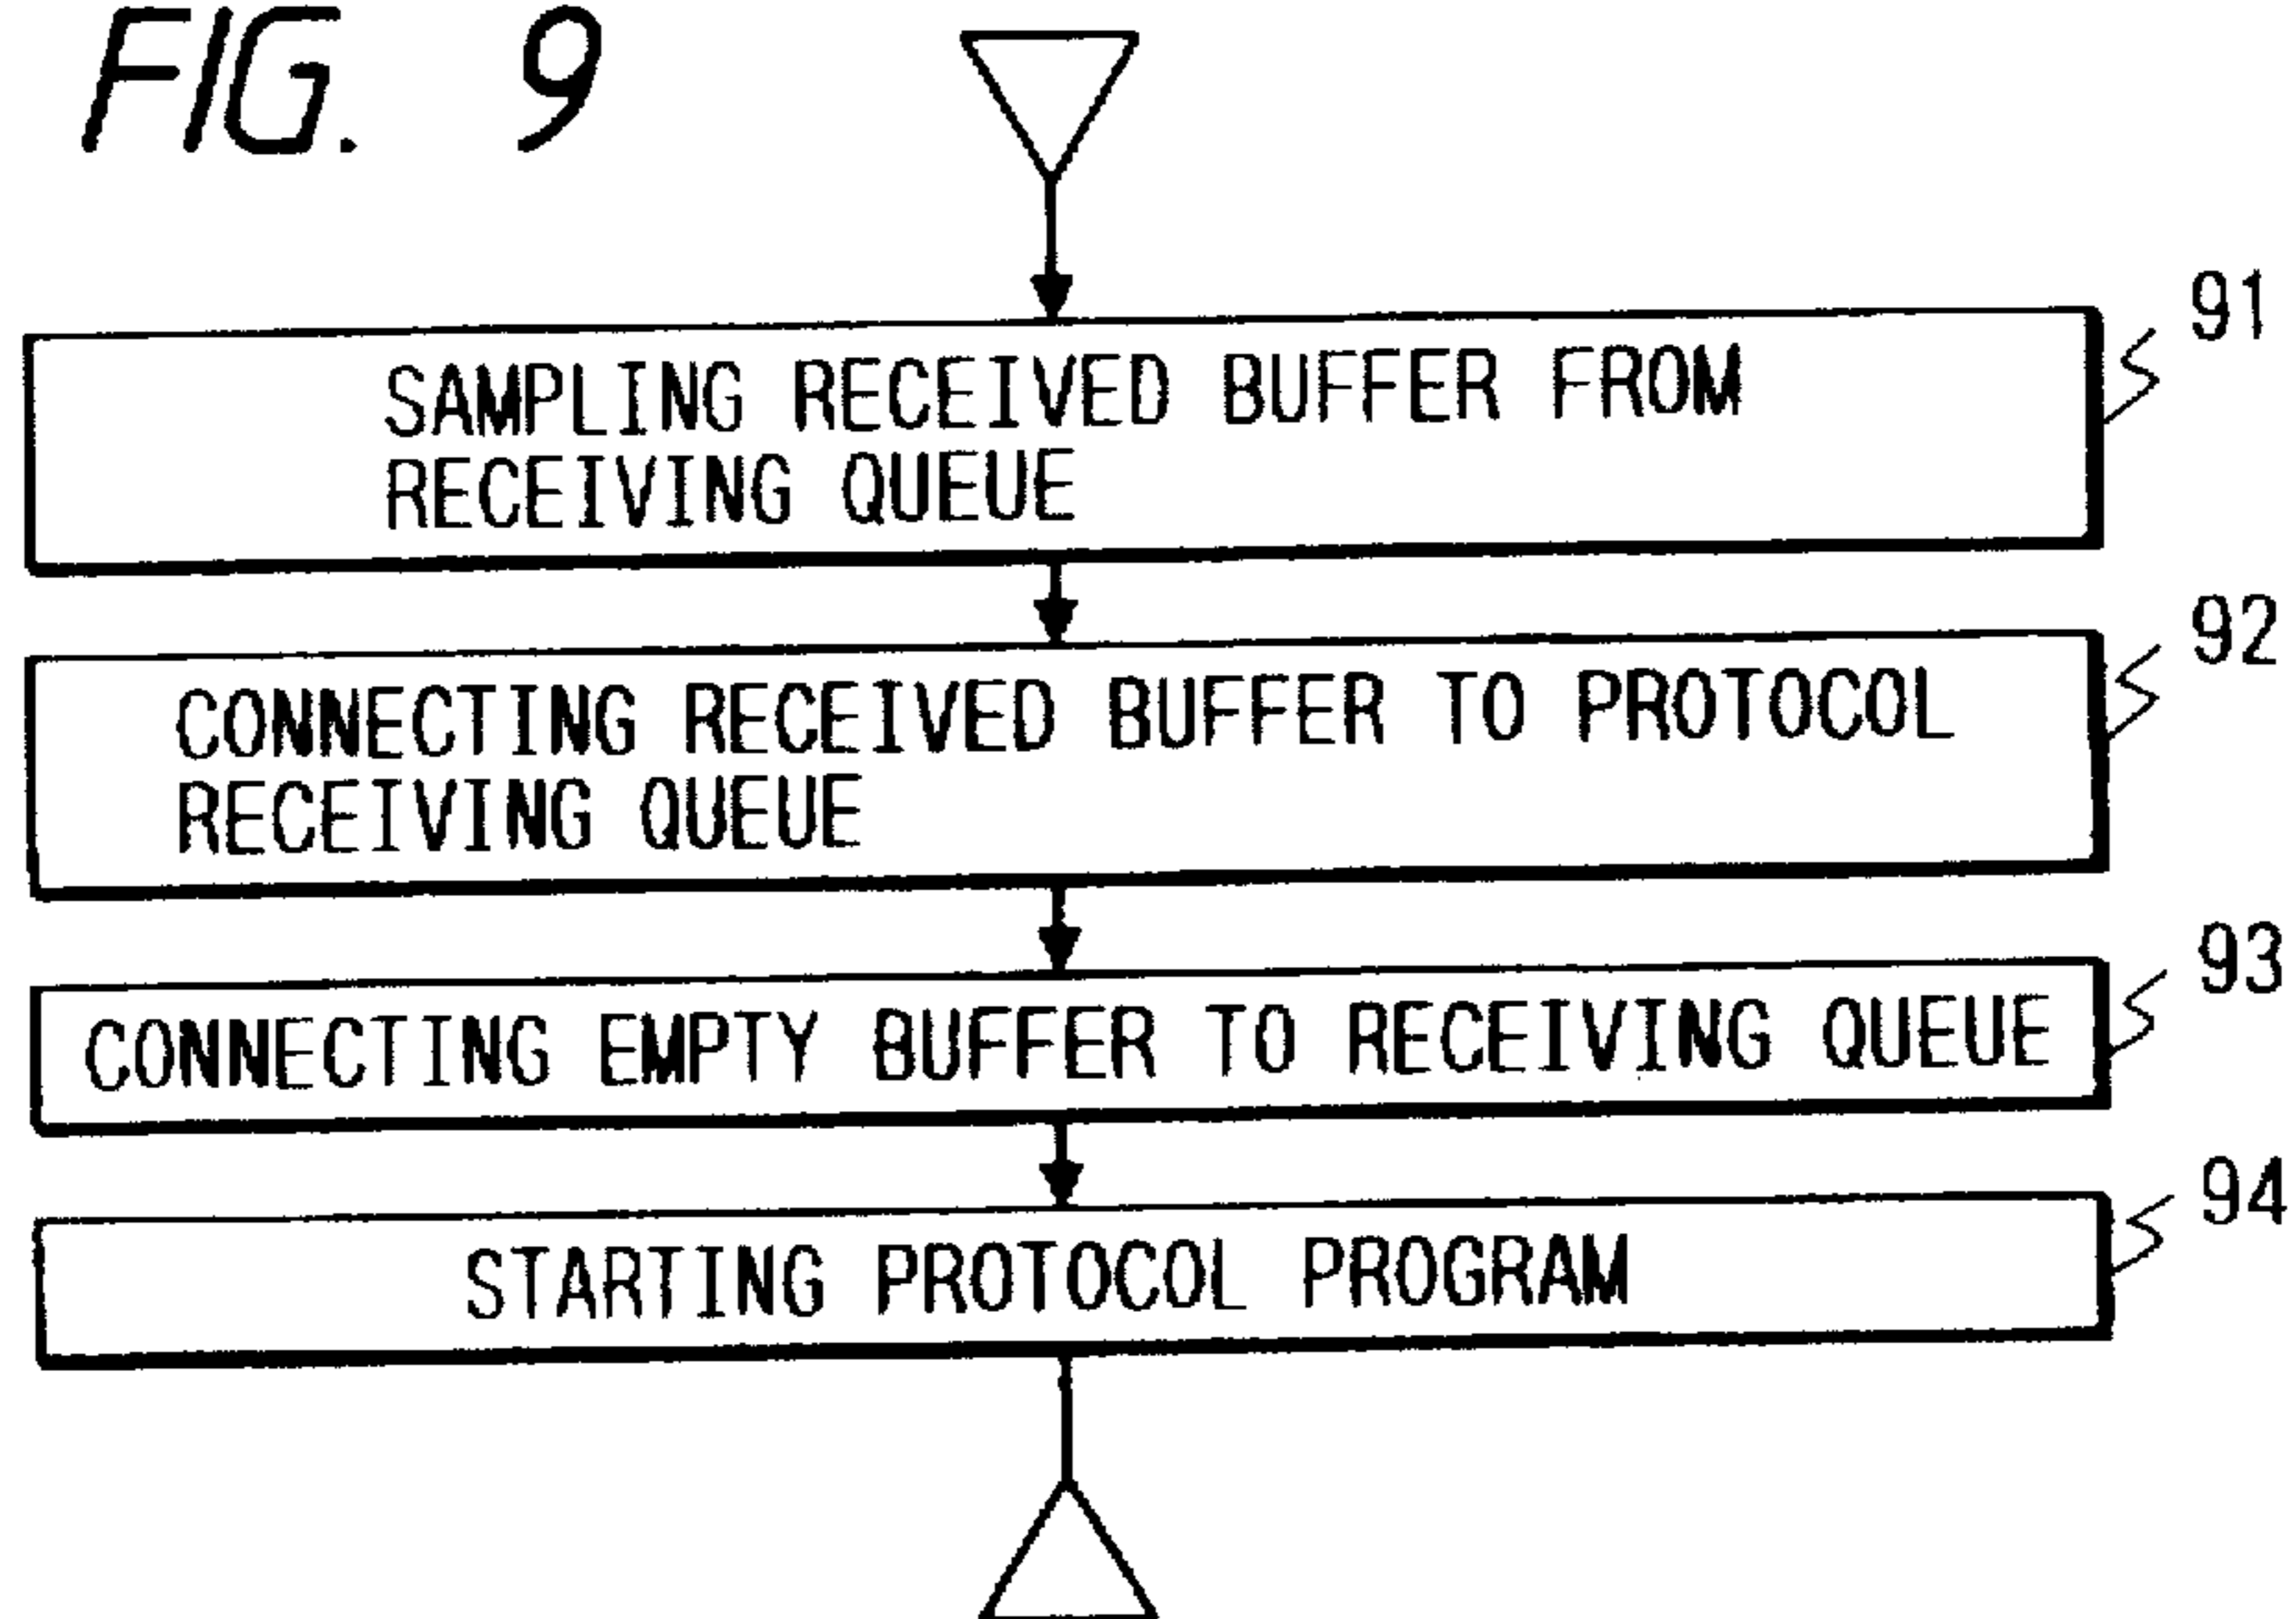 FIG. 9
91
SAMPLING RECEIVED BUFFER FROM
RECEIVING QUEUE
92
CONNECTING RECEIVED BUFFER TO PROTOCOL
RECEIVING QUEUE
93
CONNECTING EMPTY BUFFER TO RECEIVING QUEUE
94
STARTING PROTOCOL PROGRAM